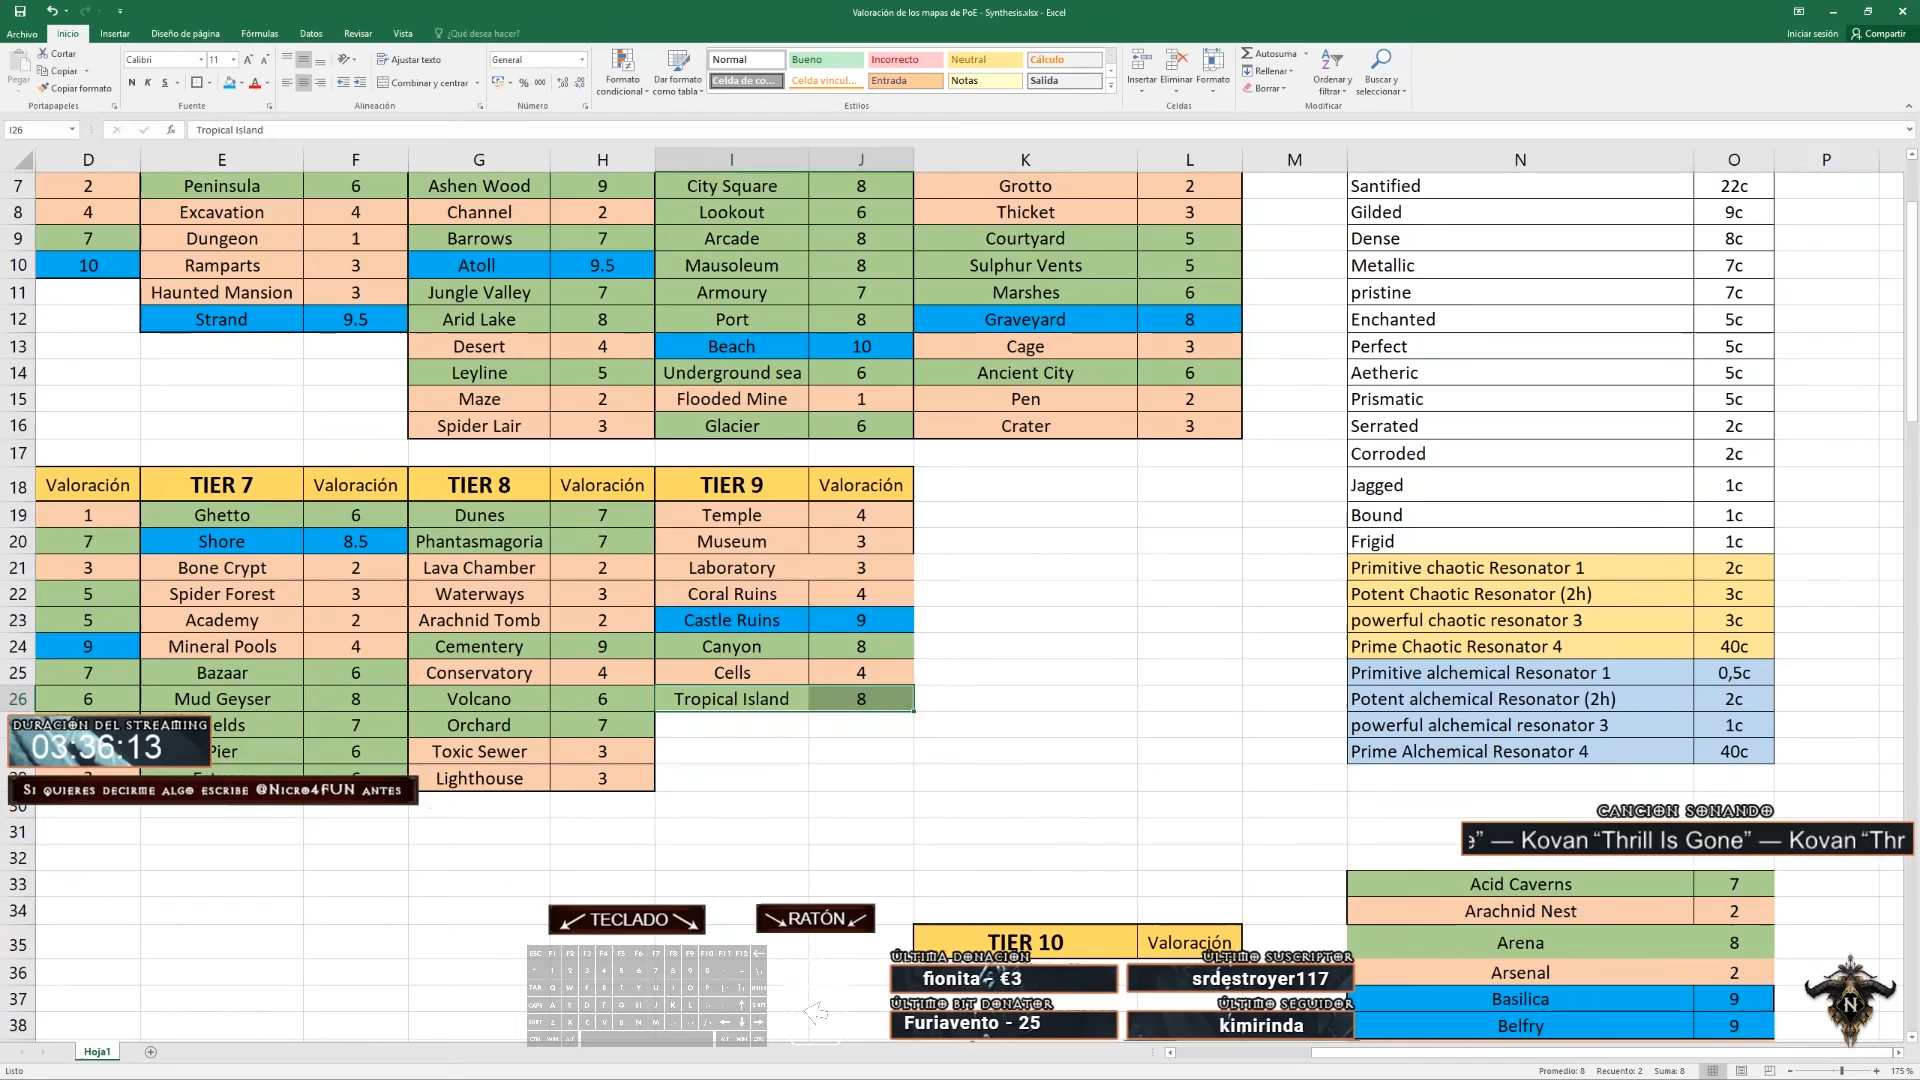 Valoración de los mapas de PoE - Synthesis.xlsx - Excel
Archivo Inicio Insertar Diseño de página Fórmulas Datos Revisar Vista ¿Qué desea hacer? Iniciar sesión Compartir
Pegar Cortar
Copiar
Copiar formato
Portapapeles
Calibri 11
N K S
Fuente
Ajustar texto
Combinar y centrar
Alineación
General
% 000
Número
Formato condicional
Dar formato como tabla
Normal Bueno Incorrecto Neutral Cálculo
Celda de co... Celda vincul... Entrada Notas Salida
Estilos
Insertar Eliminar Formato
Celdas
Autosuma
Rellenar
Borrar
Ordenar y filtrar
Buscar y seleccionar
Modificar
I26 fx Tropical Island
D E F G H I J K L M N O P
7 2 Peninsula 6 Ashen Wood 9 City Square 8 Grotto 2 Santified 22c
8 4 Excavation 4 Channel 2 Lookout 6 Thicket 3 Gilded 9c
9 7 Dungeon 1 Barrows 7 Arcade 8 Courtyard 5 Dense 8c
10 10 Ramparts 3 Atoll 9.5 Mausoleum 8 Sulphur Vents 5 Metallic 7c
11 Haunted Mansion 3 Jungle Valley 7 Armoury 7 Marshes 6 pristine 7c
12 Strand 9.5 Arid Lake 8 Port 8 Graveyard 8 Enchanted 5c
13 Desert 4 Beach 10 Cage 3 Perfect 5c
14 Leyline 5 Underground sea 6 Ancient City 6 Aetheric 5c
15 Maze 2 Flooded Mine 1 Pen 2 Prismatic 5c
16 Spider Lair 3 Glacier 6 Crater 3 Serrated 2c
17 Corroded 2c
18 Valoración TIER 7 Valoración TIER 8 Valoración TIER 9 Valoración Jagged 1c
19 1 Ghetto 6 Dunes 7 Temple 4 Bound 1c
20 7 Shore 8.5 Phantasmagoria 7 Museum 3 Frigid 1c
21 3 Bone Crypt 2 Lava Chamber 2 Laboratory 3 Primitive chaotic Resonator 1 2c
22 5 Spider Forest 3 Waterways 3 Coral Ruins 4 Potent Chaotic Resonator (2h) 3c
23 5 Academy 2 Arachnid Tomb 2 Castle Ruins 9 powerful chaotic resonator 3 3c
24 9 Mineral Pools 4 Cementery 9 Canyon 8 Prime Chaotic Resonator 4 40c
25 7 Bazaar 6 Conservatory 4 Cells 4 Primitive alchemical Resonator 1 0,5c
26 6 Mud Geyser 8 Volcano 6 Tropical Island 8 Potent alchemical Resonator (2h) 2c
DURACIÓN DEL STREAMING
elds 7 Orchard 7 powerful alchemical resonator 3 1c
03:36:13
Pier 6 Toxic Sewer 3 Prime Alchemical Resonator 4 40c
Lighthouse 3
SI QUIERES DECIRME ALGO ESCRIBE @NICRO4FUN ANTES
30
CANCION SONANDO
31
e” — Kovan “Thrill Is Gone” — Kovan “Thr
32
33 Acid Caverns 7
34 Arachnid Nest 2
TECLADO RATÓN
35 TIER 10 Valoración Arena 8
ÚLTIMA DONACIÓN ÚLTIMO SUSCRIPTOR
36 fionita - €3 srdestroyer117 Arsenal 2
37 Basilica 9
ÚLTIMO BIT DONATOR ÚLTIMO SEGUIDOR
38 Furiavento - 25 kimirinda Belfry 9
N
Hoja1
Listo Promedio: 8 Recuento: 2 Suma: 8 175 %